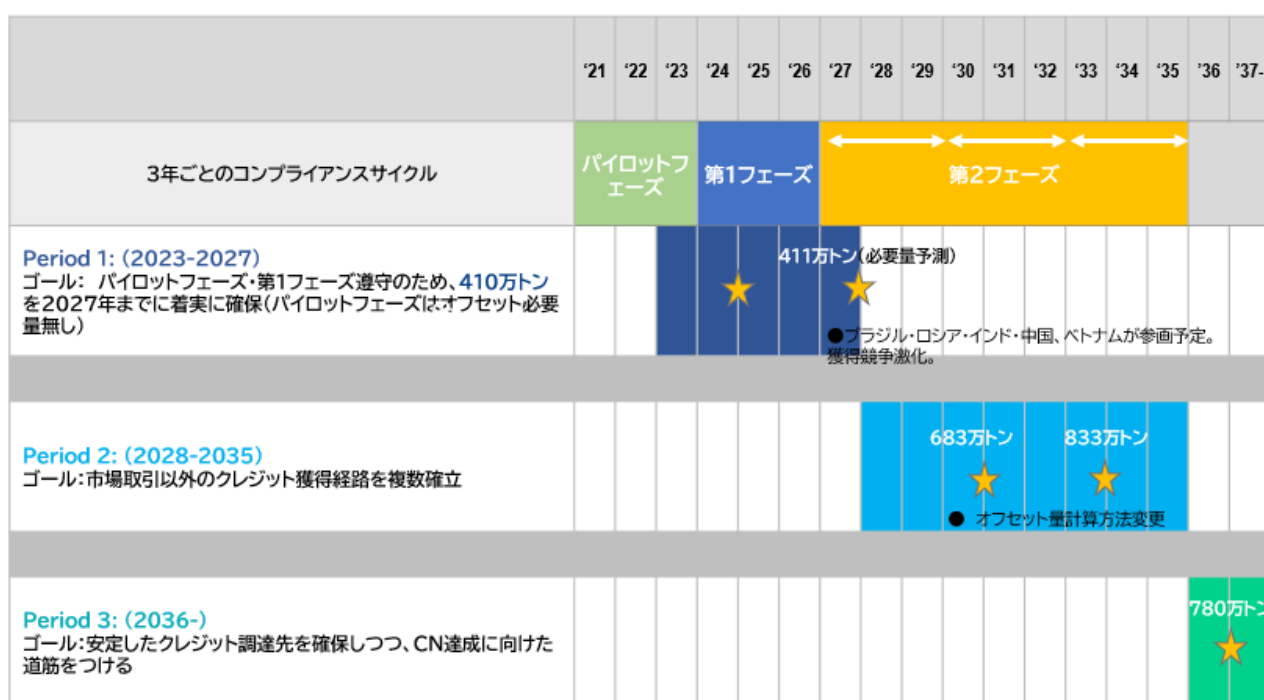 ‘21 ‘22 ‘23 ‘24 ‘25 ‘26 ‘27 ‘28 ‘29 ‘30 ‘31 ‘32 ‘33 ‘34 ‘35 ‘36 ‘37-
3年ごとのコンプライアンスサイクル
パイロットフ
ェーズ
第1フェーズ
第2フェーズ
Period 1: (2023-2027)
ゴール： パイロットフェーズ・第1フェーズ遵守のため、410万トン
を2027年までに着実に確保(パイロットフェーズはオフセット必要
量無し)
411万トン(必要量予測)
●ブラジル・ロシア・インド・中国、ベトナムが参画予定。
獲得競争激化。
Period 2: (2028-2035)
ゴール：市場取引以外のクレジット獲得経路を複数確立
683万トン
833万トン
● オフセット量計算方法変更
Period 3: (2036-)
ゴール：安定したクレジット調達先を確保しつつ、CN達成に向けた
道筋をつける
780万トン